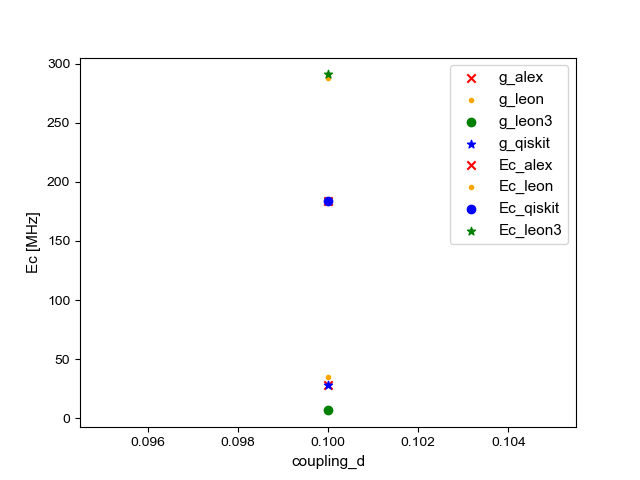 300
250
200
150
100
50
0
Ec [MHz]
0.096
0.098
0.100
0.102
0.104
coupling_d
g_alex
g_leon
g_leon3
g_qiskit
Ec_alex
Ec_leon
Ec_qiskit
Ec_leon3